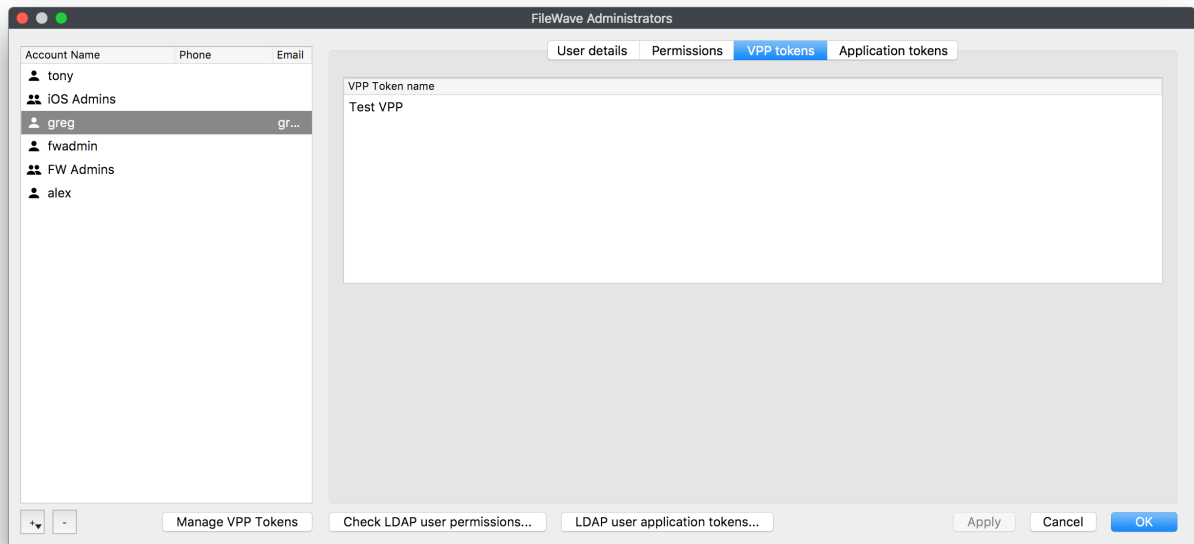 FileWave Administrators
Account Name Phone Email
tony
iOS Admins
greg gr...
fwadmin
FW Admins
alex
User details Permissions VPP tokens Application tokens
VPP Token name
Test VPP
+ - Manage VPP Tokens Check LDAP user permissions... LDAP user application tokens... Apply Cancel OK